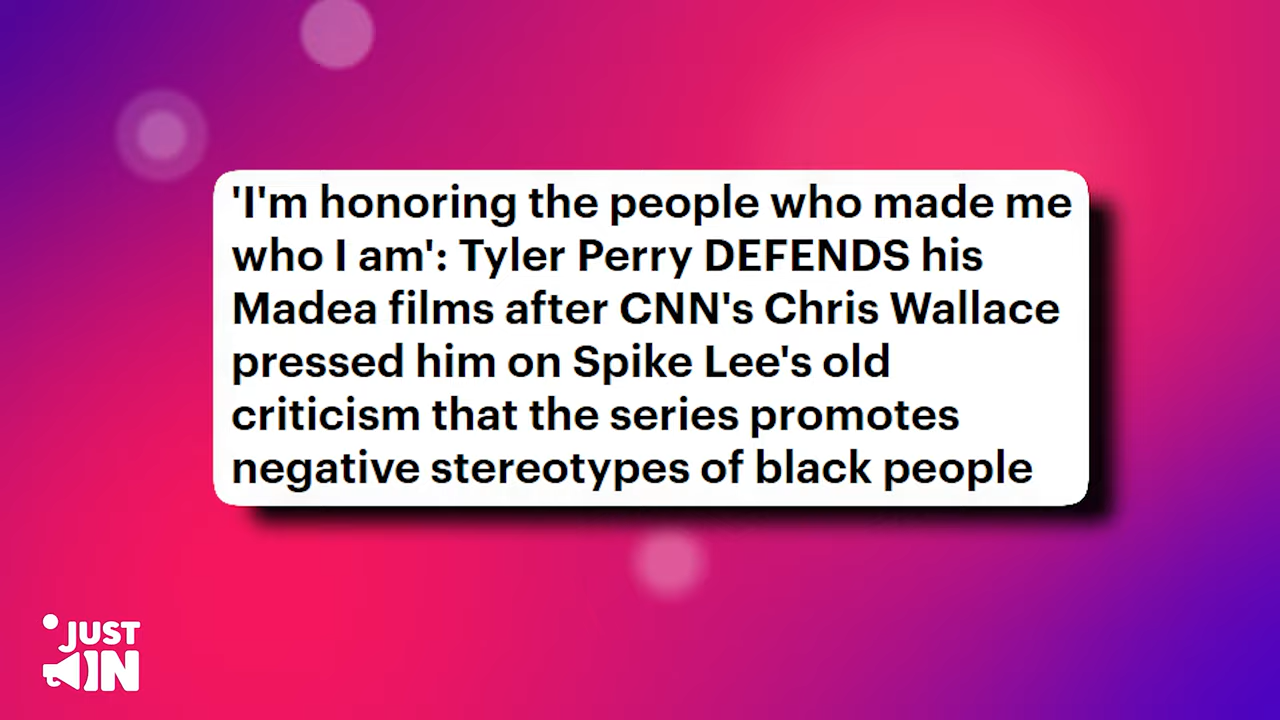 'I'm honoring the people who made me
who I am': Tyler Perry DEFENDS his
Madea films after CNN's Chris Wallace
pressed him on Spike Lee's old
criticism that the series promotes
negative stereotypes of black people
JUST
IN